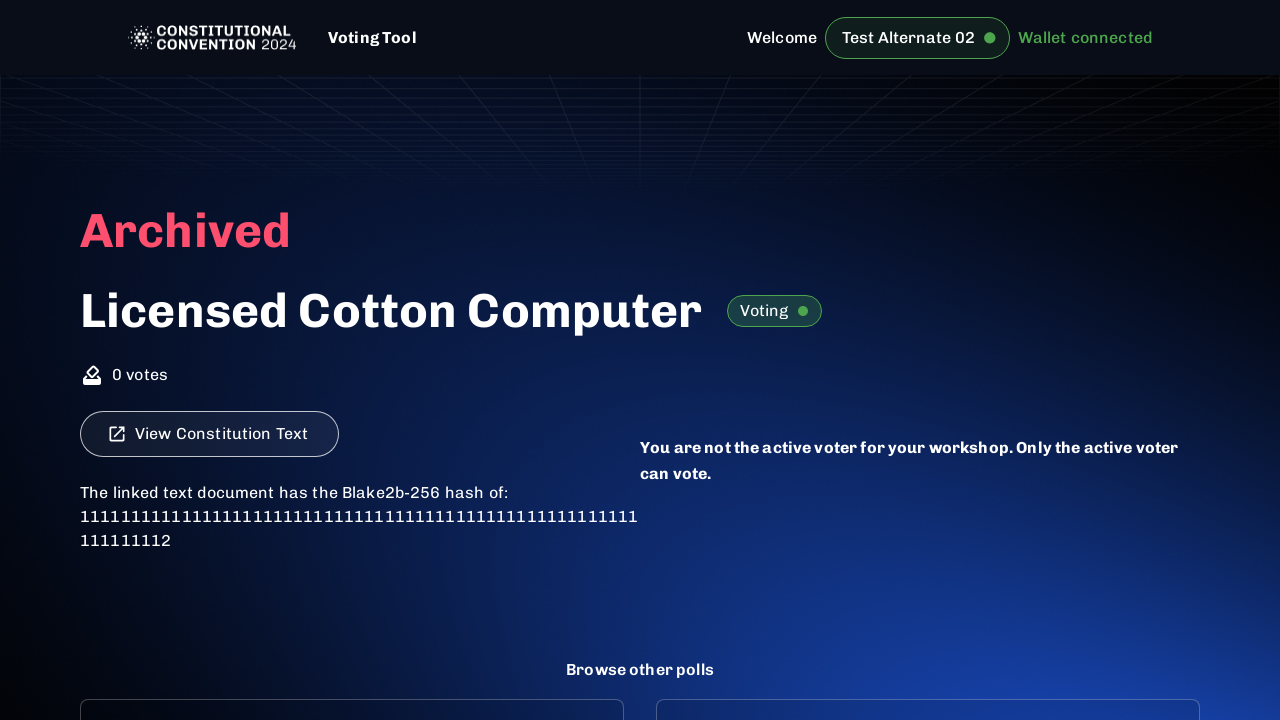 CONSTITUTIONAL
CONVENTION 2024
Voting Tool
Welcome
Test Alternate 02
Wallet connected
Archived
Licensed Cotton Computer
Voting
0 votes
View Constitution Text
You are not the active voter for your workshop. Only the active voter
can vote.
The linked text document has the Blake2b-256 hash of:
1111111111111111111111111111111111111111111111111111111
111111112
Browse other polls